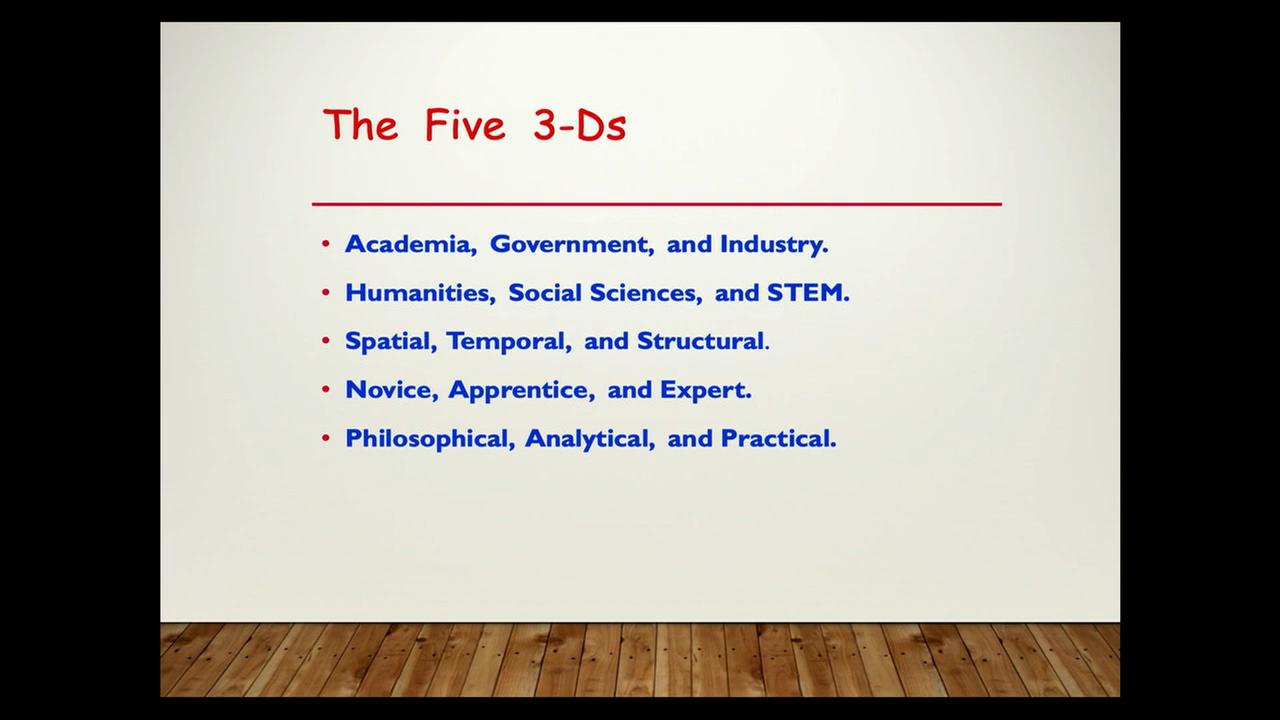 The Five 3-Ds
• Academia, Government, and Industry.
• Humanities, Social Sciences, and STEM.
• Spatial, Temporal, and Structural.
• Novice, Apprentice, and Expert.
• Philosophical, Analytical, and Practical.